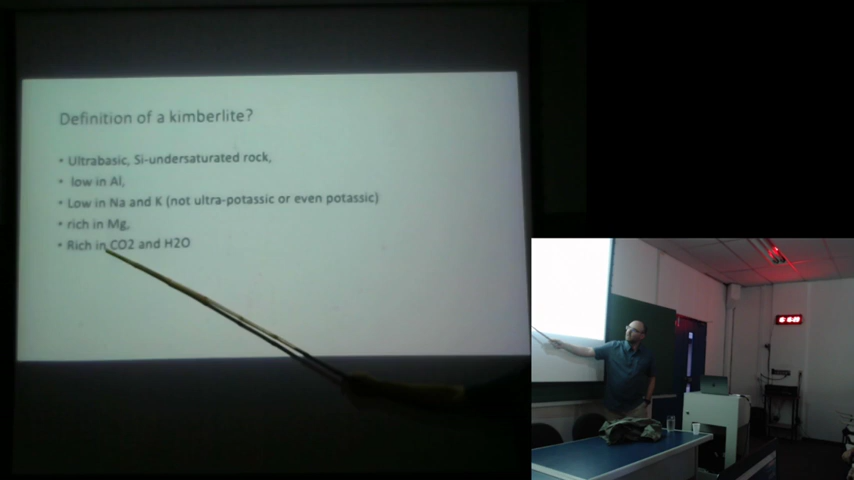 Definition of a kimberlite?
• Ultrabasic, Si-undersaturated rock,
• low in Al,
• Low in Na and K (not ultra-potassic or even potassic)
• rich in Mg,
• Rich in CO2 and H2O